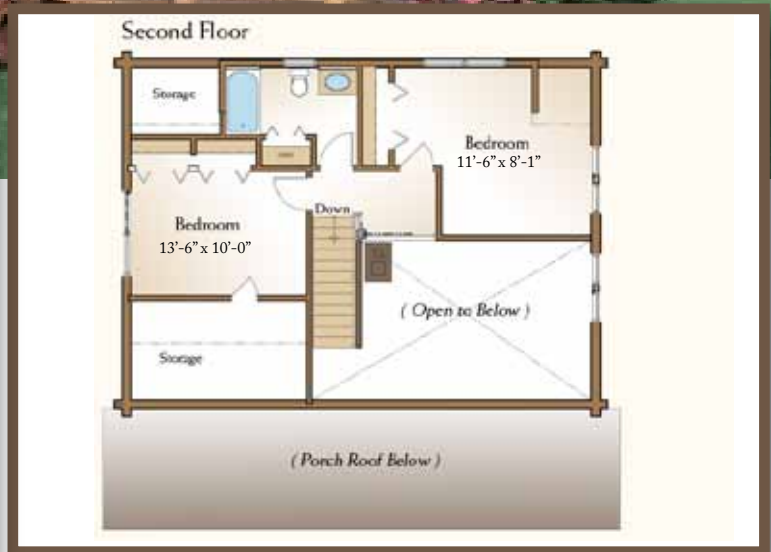 Second Floor
Storage
Bedroom
11'-6" x 8'-1"
Down
Bedroom
13'-6" x 10'-0"
( Open to Below )
Storage
( Porch Roof Below )